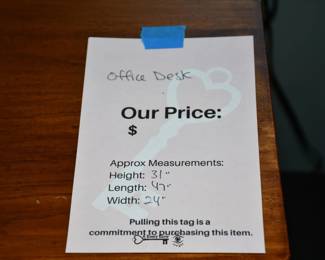 Office Desk
Our Price:
$
Approx Measurements:
Height: 31"
Length: 47"
Width: 24"
Pulling this tag is a
commitment to purchasing this item.